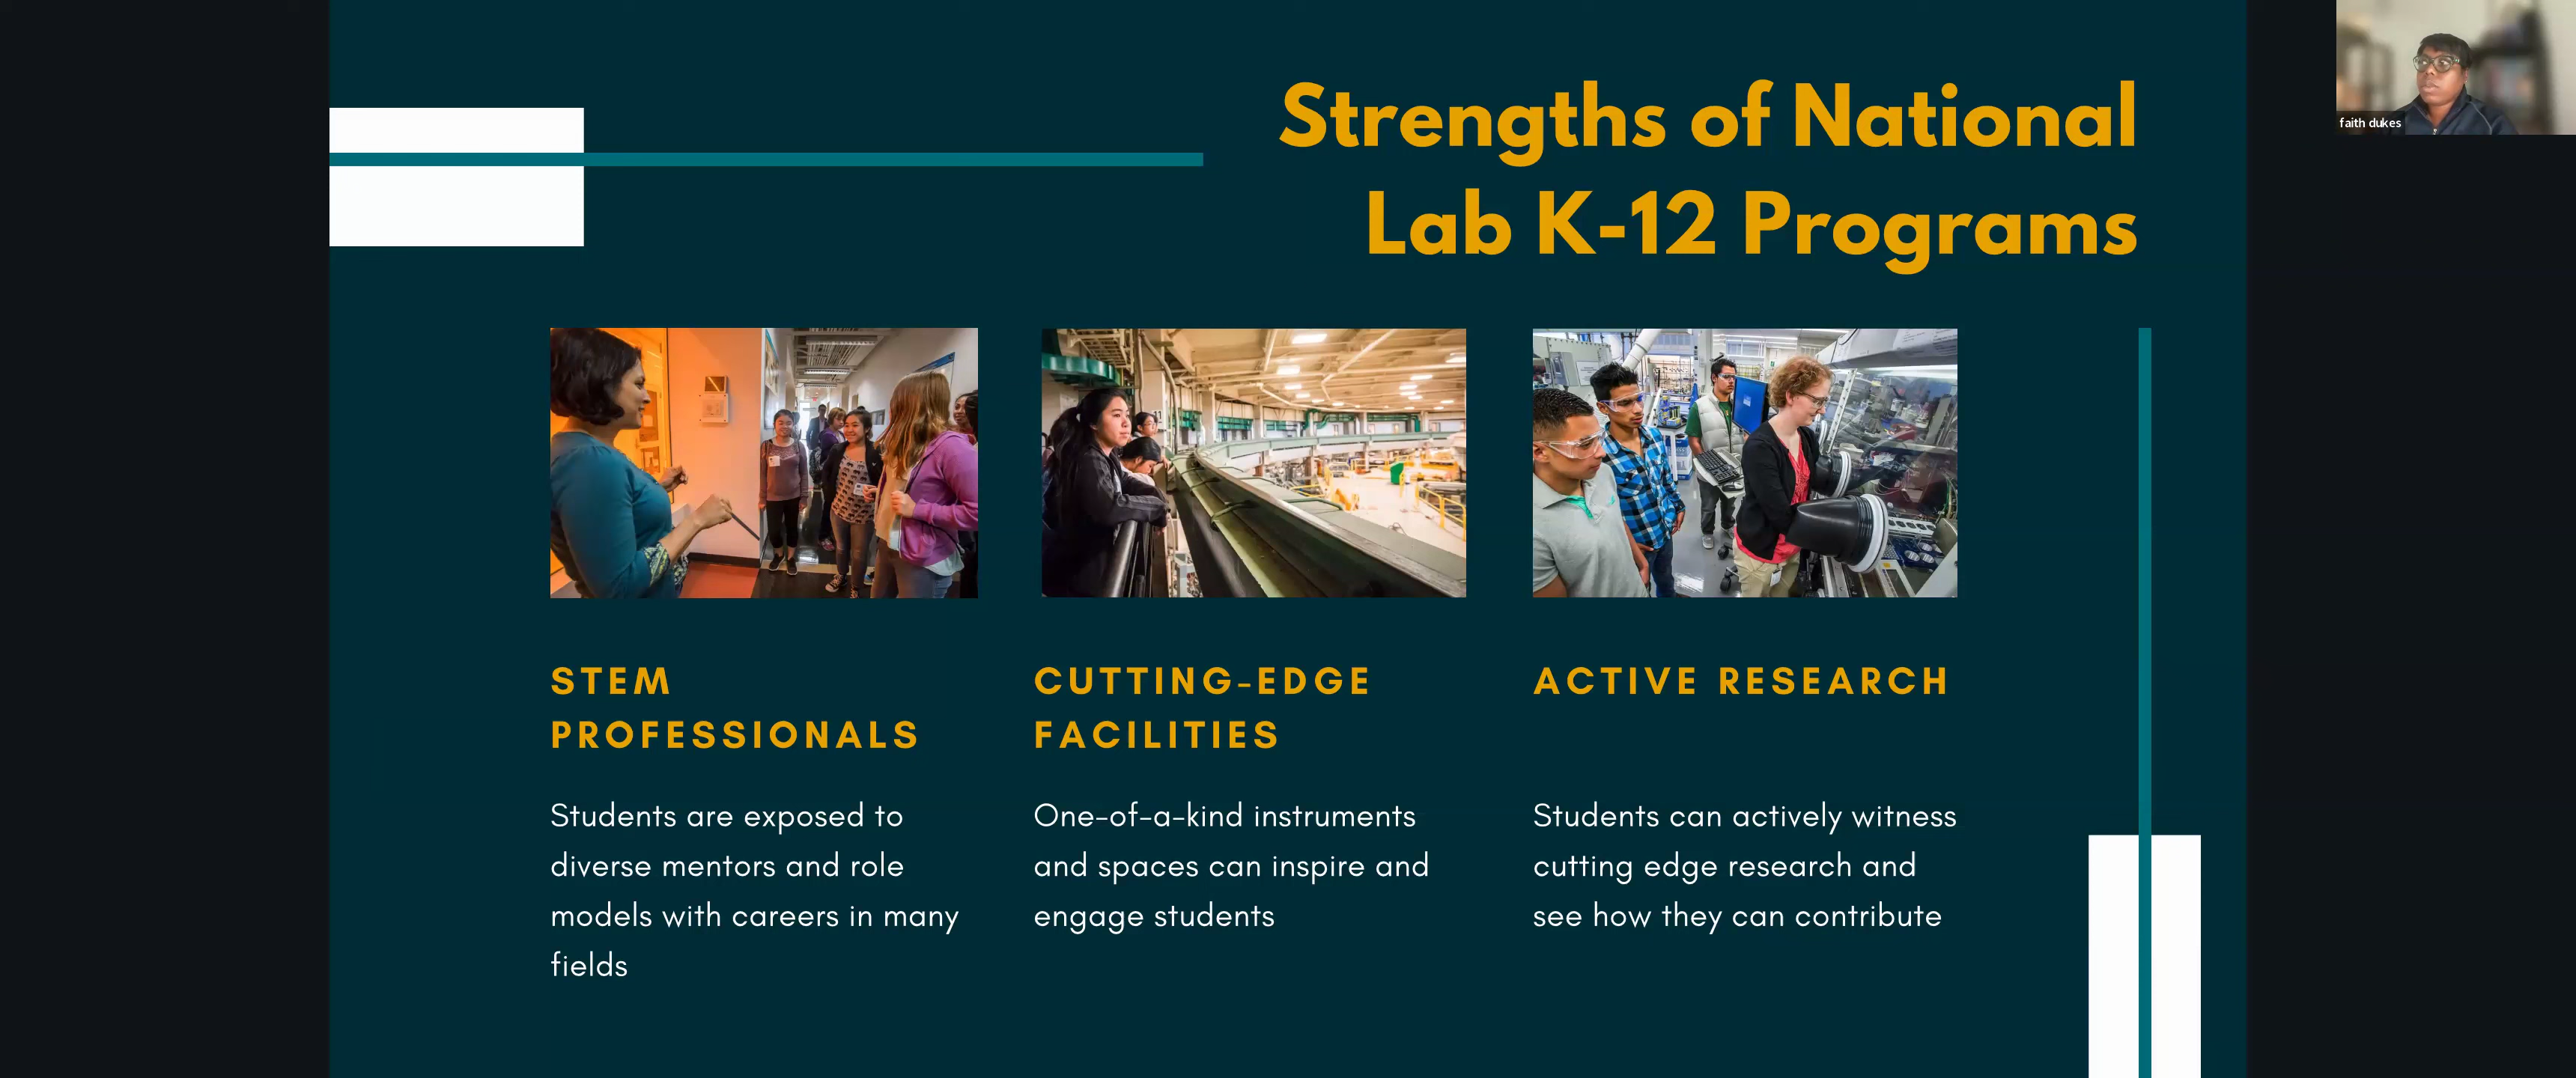 Strengths of National
Lab K-12 Programs
faith dukes
STEM
PROFESSIONALS
Students are exposed to
diverse mentors and role
models with careers in many
fields
CUTTING-EDGE
FACILITIES
One-of-a-kind instruments
and spaces can inspire and
engage students
ACTIVE RESEARCH
Students can actively witness
cutting edge research and
see how they can contribute